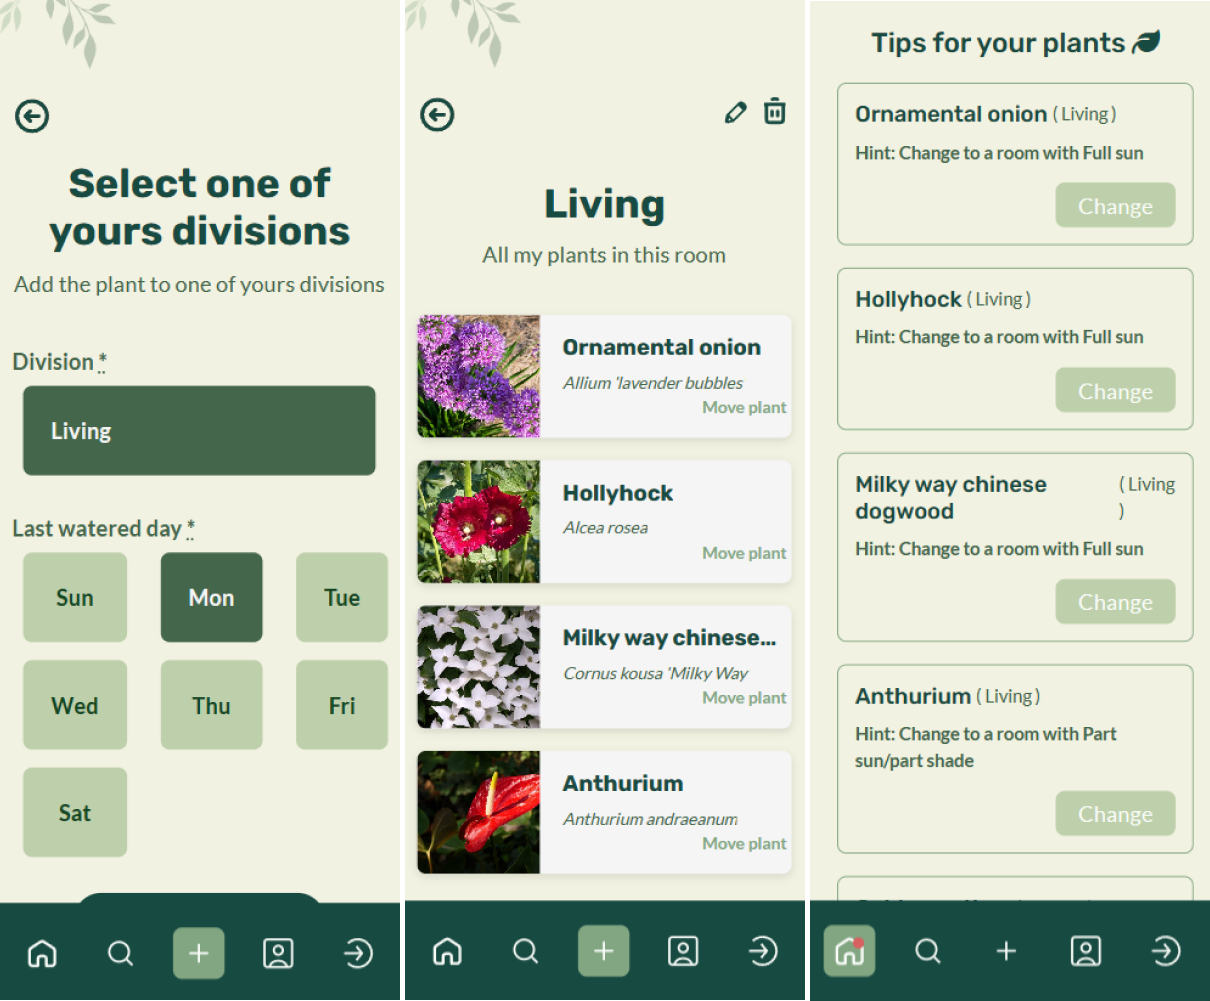 Select one of
yours divisions
Add the plant to one of yours divisions
Division *
Living
Last watered day *
Sun
Mon
Tue
Wed
Thu
Fri
Sat
Living
All my plants in this room
Ornamental onion
Allium 'lavender bubbles
Move plant
Hollyhock
Alcea rosea
Move plant
Milky way chinese...
Cornus kousa 'Milky Way
Move plant
Anthurium
Anthurium andraeanum
Move plant
Tips for your plants
Ornamental onion ( Living )
Hint: Change to a room with Full sun
Change
Hollyhock ( Living )
Hint: Change to a room with Full sun
Change
Milky way chinese ( Living
dogwood )
Hint: Change to a room with Full sun
Change
Anthurium ( Living )
Hint: Change to a room with Part
sun/part shade
Change